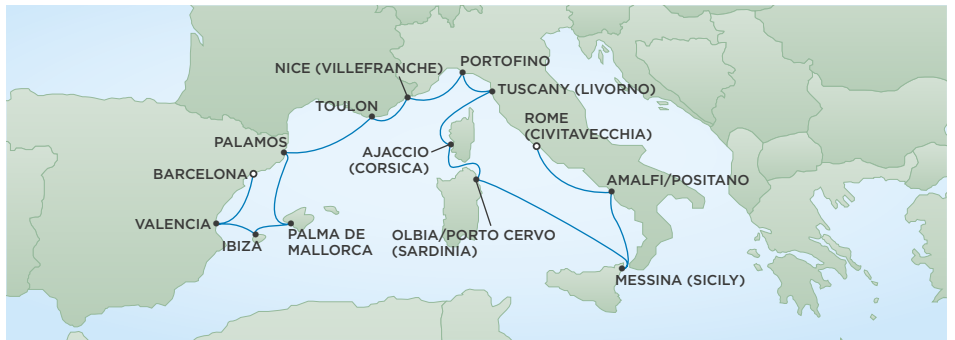 PORTOFINO
NICE (VILLEFRANCHE)
TUSCANY (LIVORNO)
TOULON
ROME
(CIVITAVECCHIA)
PALAMOS
AJACCIO
(CORSICA)
BARCELONA
AMALFI/POSITANO
VALENCIA
IBIZA
PALMA DE
MALLORCA
OLBIA/PORTO CERVO
(SARDINIA)
MESSINA (SICILY)